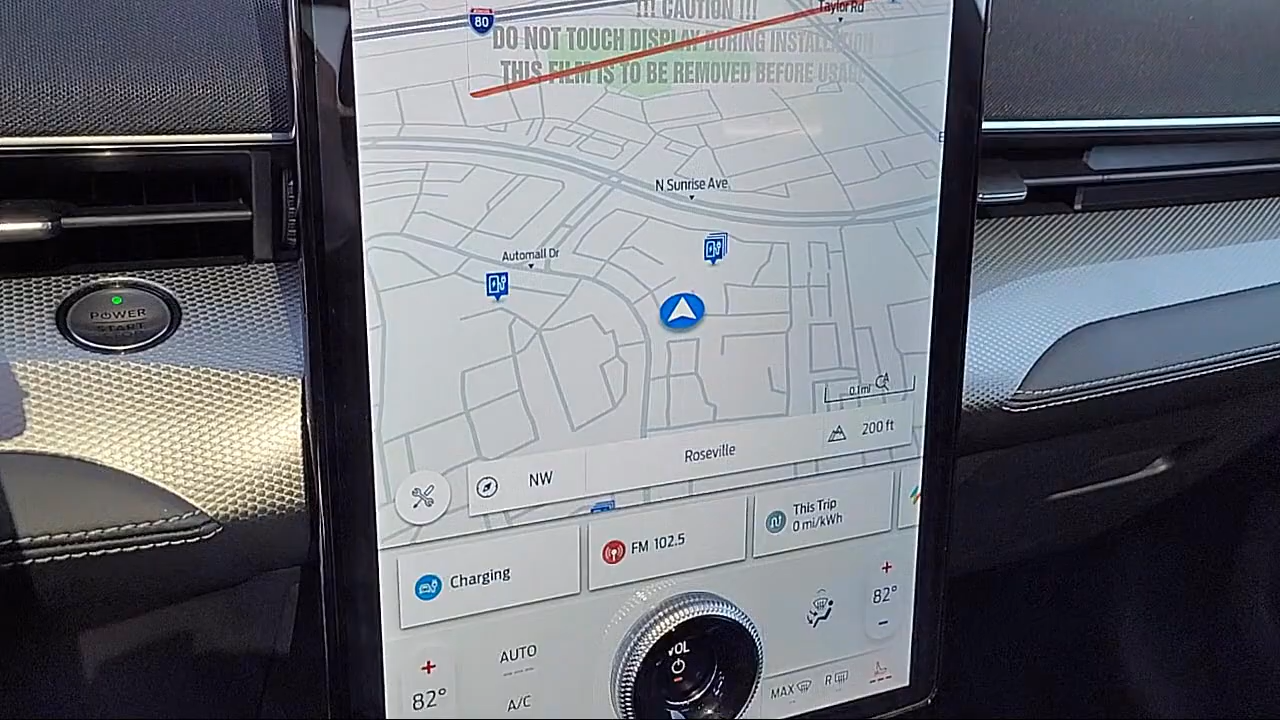 80
!!! CAUTION !!!
Taylor Rd
DO NOT TOUCH DISPLAY DURING INSTALLATION
THIS FILM IS TO BE REMOVED BEFORE USAGE
N Sunrise Ave
Automall Dr
POWER
START
0.1mi
NW
Roseville
200 ft
Charging
FM 102.5
This Trip
0 mi/kWh
82°
VOL
AUTO
82°
A/C
MAX
R